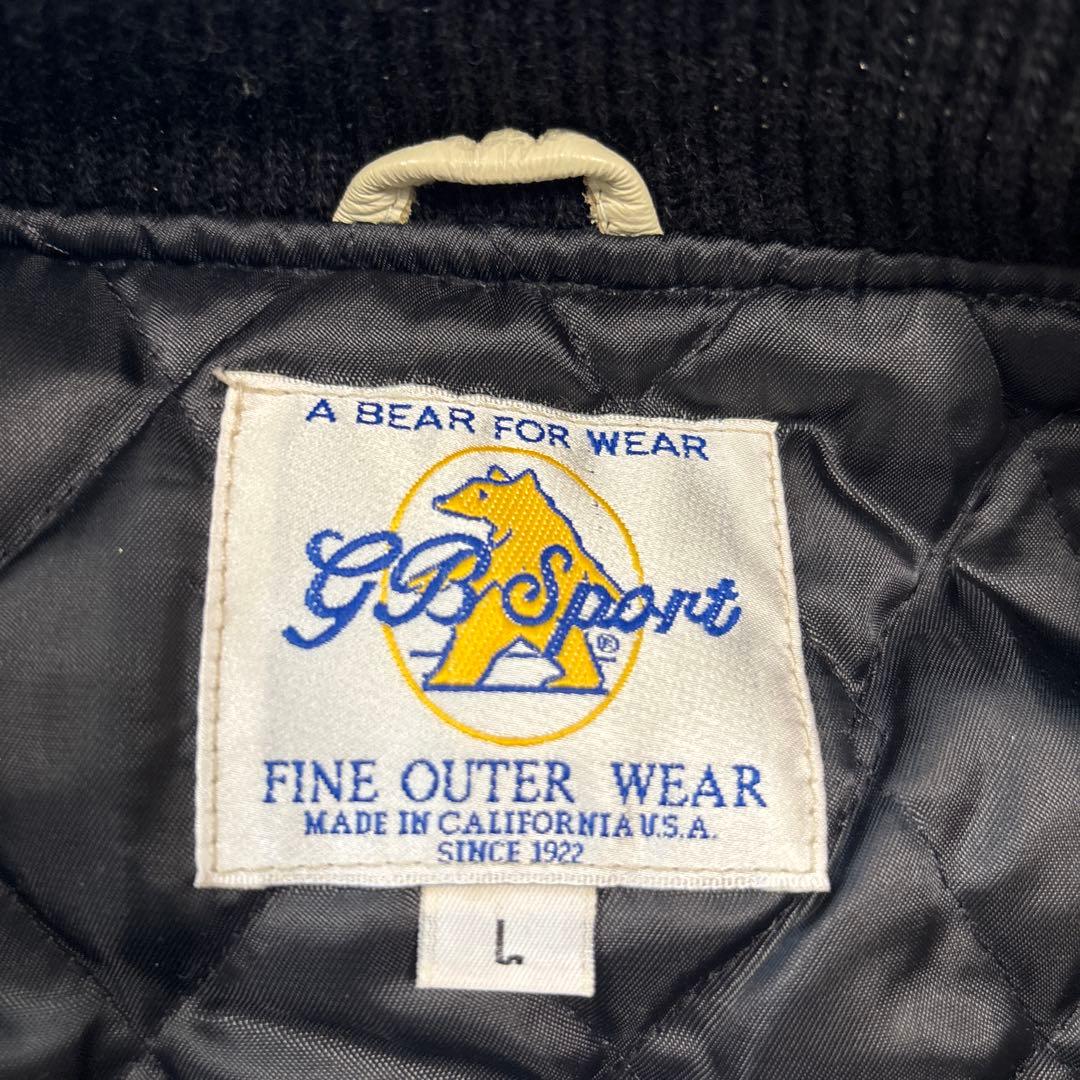 A BEAR FOR WEAR
GB Sport
®
FINE OUTER WEAR
MADE IN CALIFORNIA U.S.A.
SINCE 1922
L